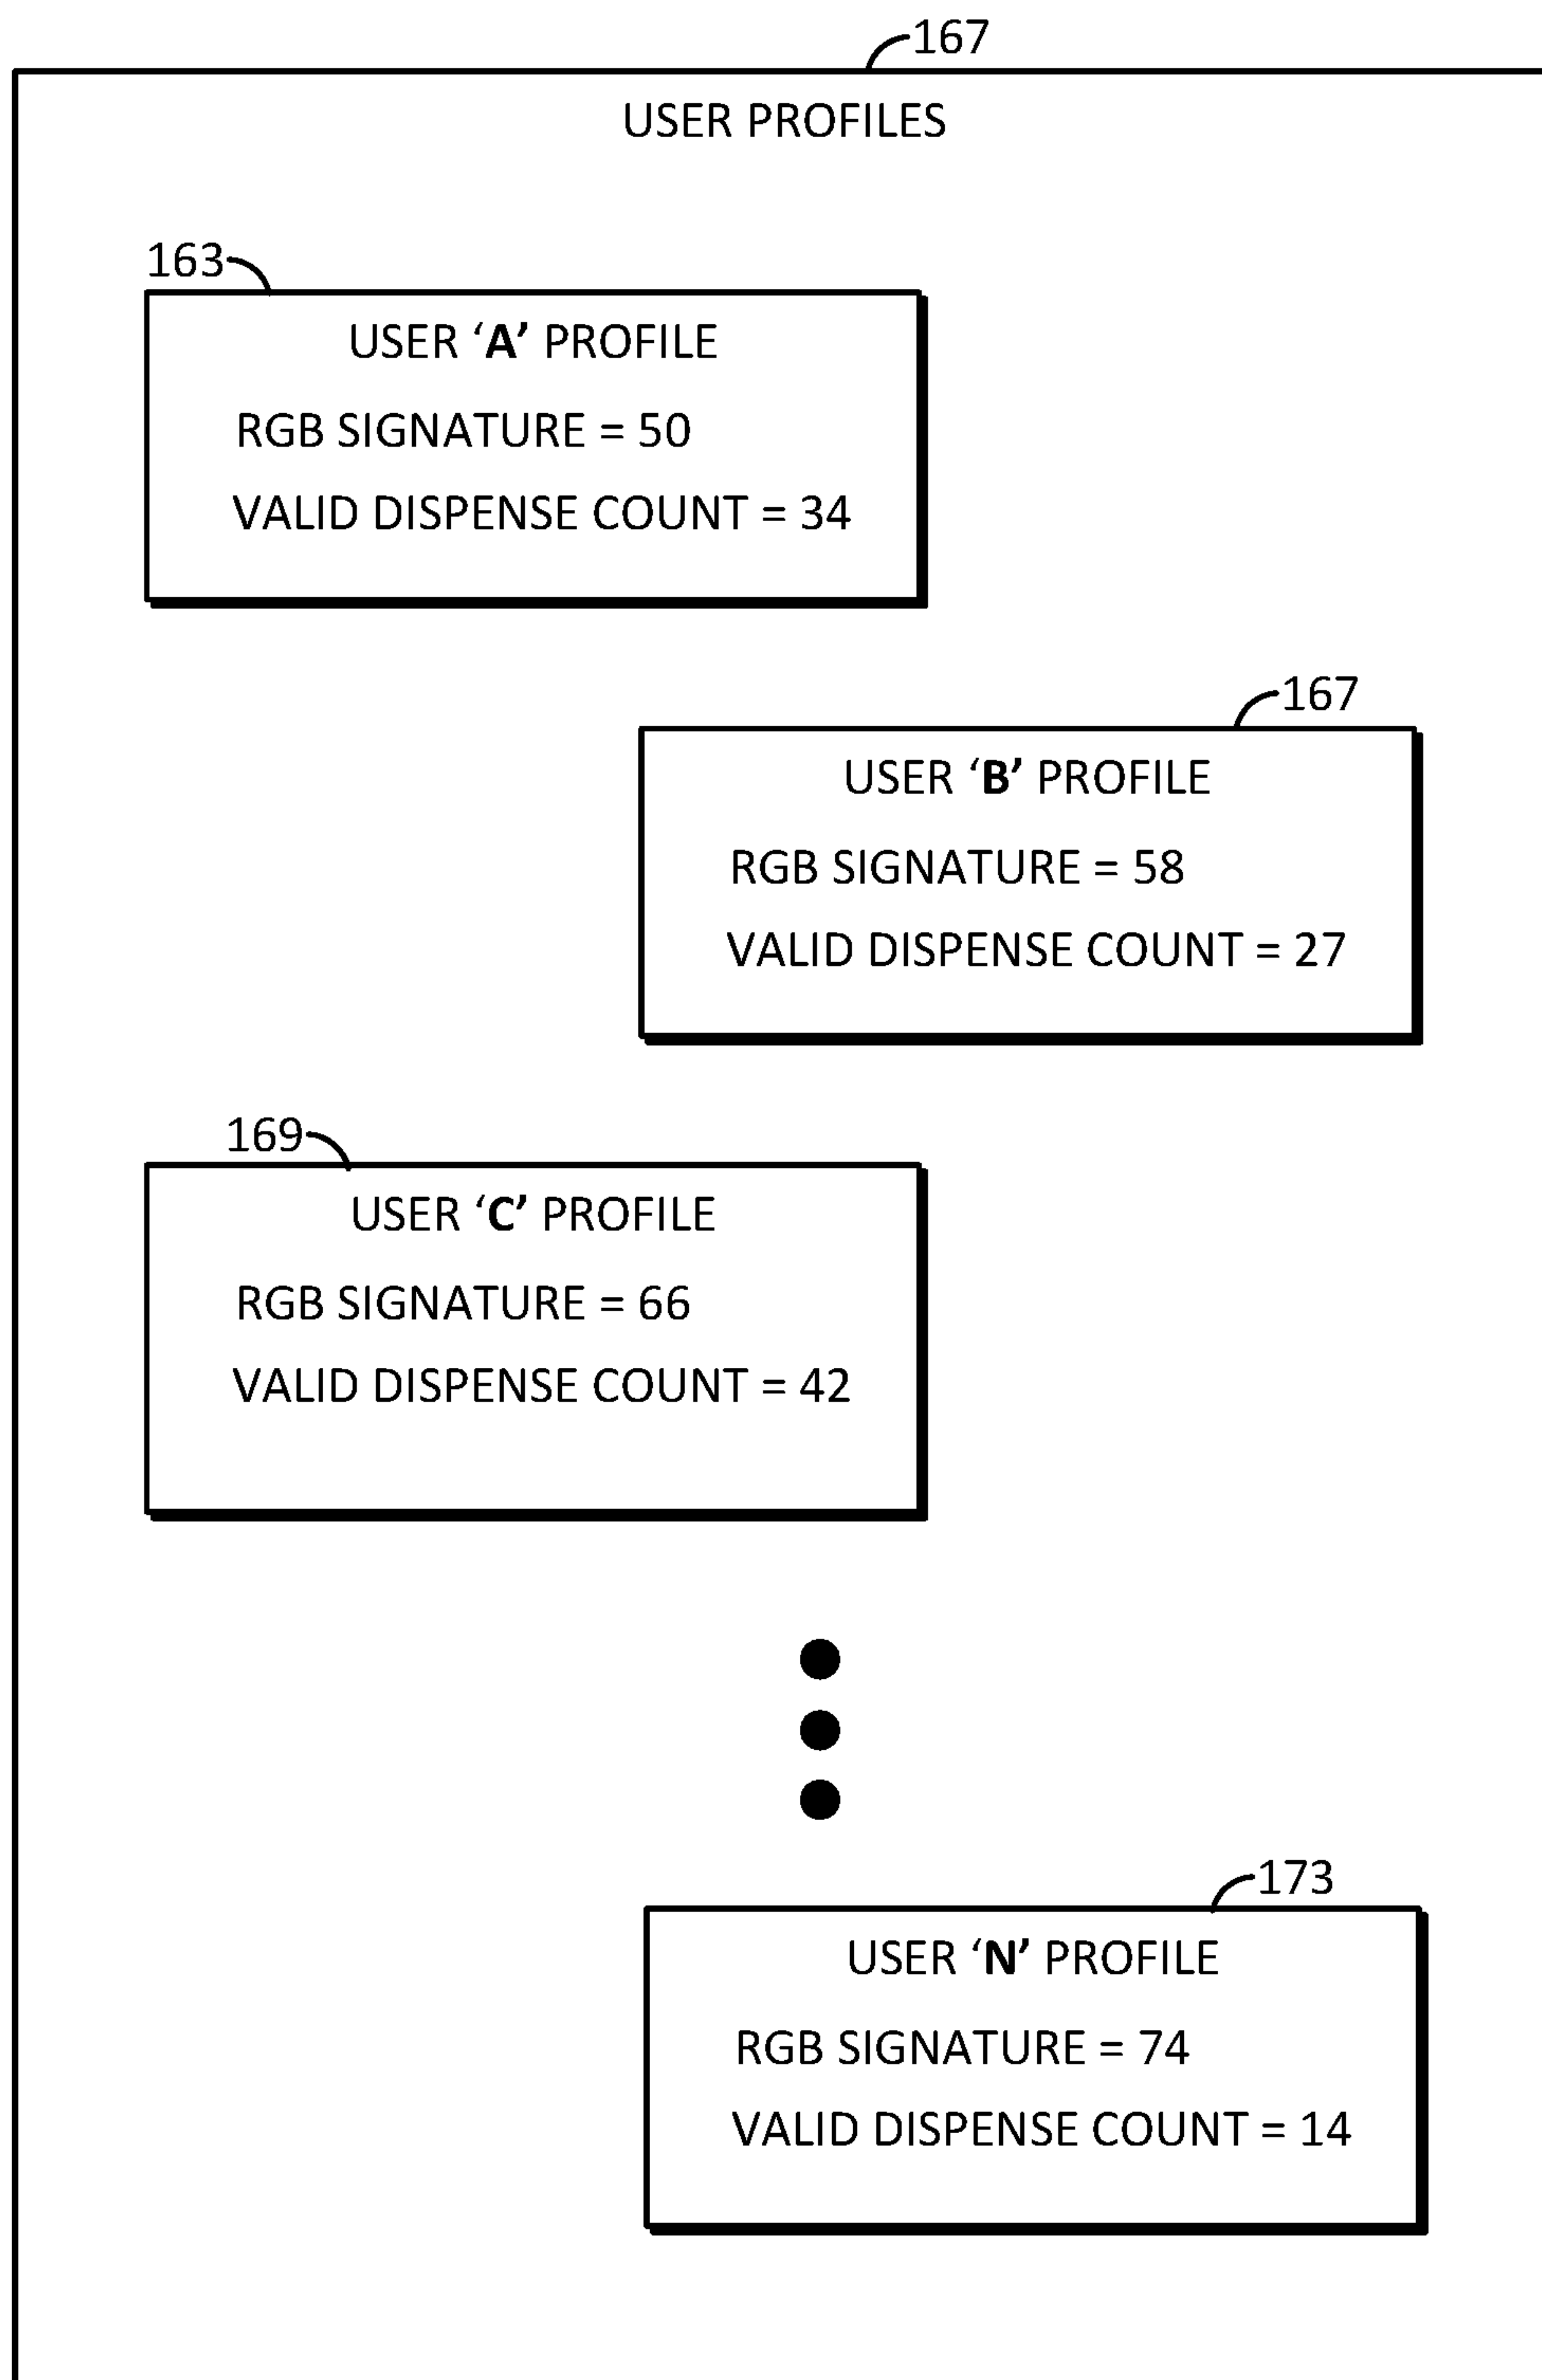 167
USER PROFILES
163
USER ‘A’ PROFILE
RGB SIGNATURE = 50
VALID DISPENSE COUNT = 34
167
USER ‘B’ PROFILE
RGB SIGNATURE = 58
VALID DISPENSE COUNT = 27
169
USER ‘C’ PROFILE
RGB SIGNATURE = 66
VALID DISPENSE COUNT = 42
173
USER ‘N’ PROFILE
RGB SIGNATURE = 74
VALID DISPENSE COUNT = 14